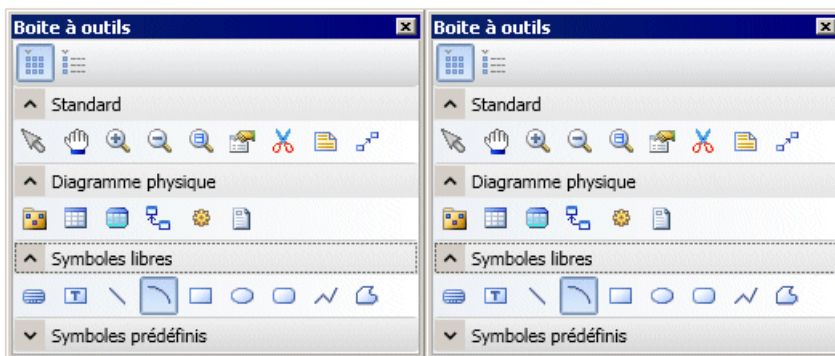 Boite à outils
Standard
Diagramme physique
Symboles libres
T
Symboles prédéfinis
Boite à outils
Standard
Diagramme physique
Symboles libres
T
Symboles prédéfinis